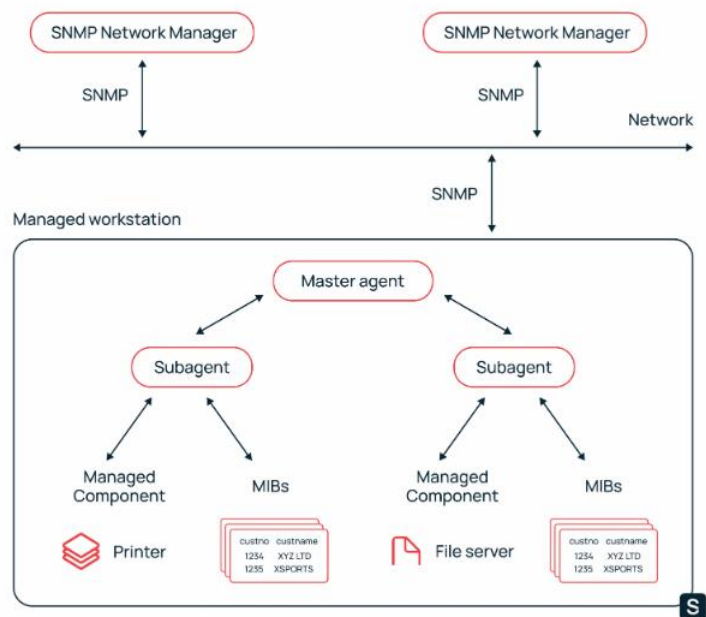 SNMP Network Manager
SNMP Network Manager
SNMP
SNMP
Network
SNMP
Managed workstation
Master agent
Subagent
Subagent
Managed
Component
MIBs
Managed
Component
MIBs
Printer
custno custname
1234 XYZ LTD
1235 XSPORTS
File server
custno custname
1234 XYZ LTD
1235 XSPORTS
S